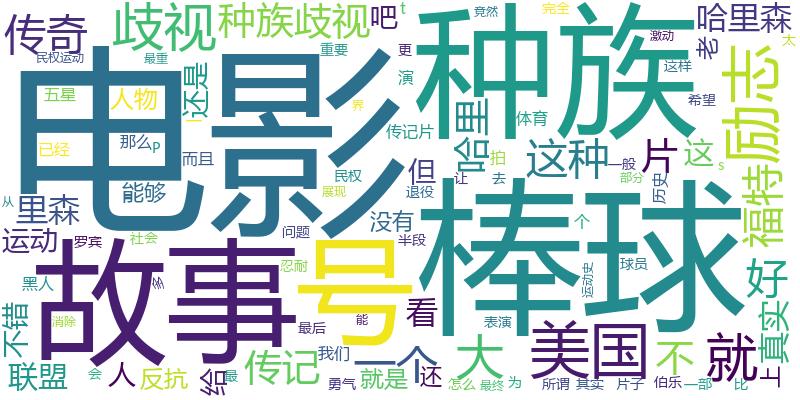 传奇
歧视
种族歧视
吧
t
竟然
完全
种族
哈里森
激动
太
民权运动
最重
电影
重要
更
老
这样
五星
人物
还是
演
希望
励志
已经
那么
P
传记片
界
哈里
体育
但
拍
这种
片
这
一般
福特
而且
民权
从
里森
能够
展现
退役
让
去
部分
s
历史
没有
棒球
个
运动
罗宾
社会
故事
问题
号
半段
忍耐
黑人
多
球员
运动史
好
真实
不错
消除
最后
能
看
表演
美国
大
不
就
上
联盟
会
人
反抗
给
最
传记
我们
一个
就是
还
勇气
怎么
最终
为
所谓
其实
片子
伯乐
一部
比